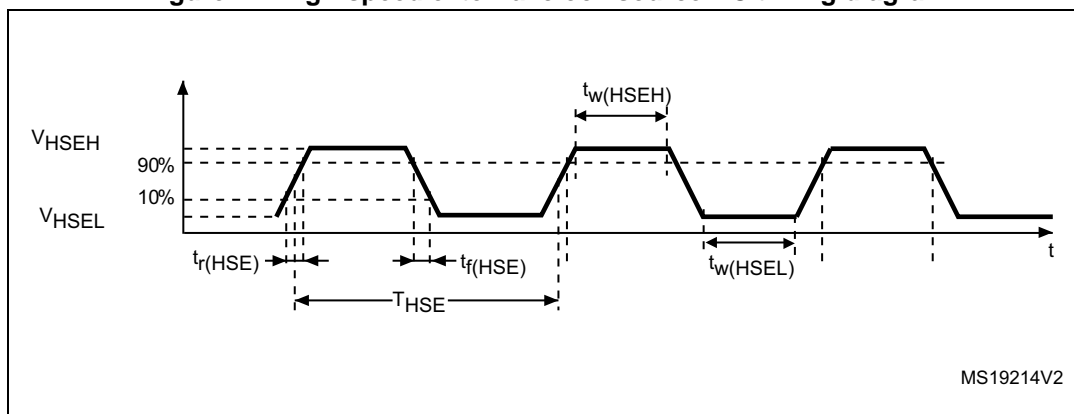 tw(HSEH)
VHSEH
90%
10%
VHSEL
tr(HSE)
tf(HSE)
tw(HSEL)
t
THSE
MS19214V2